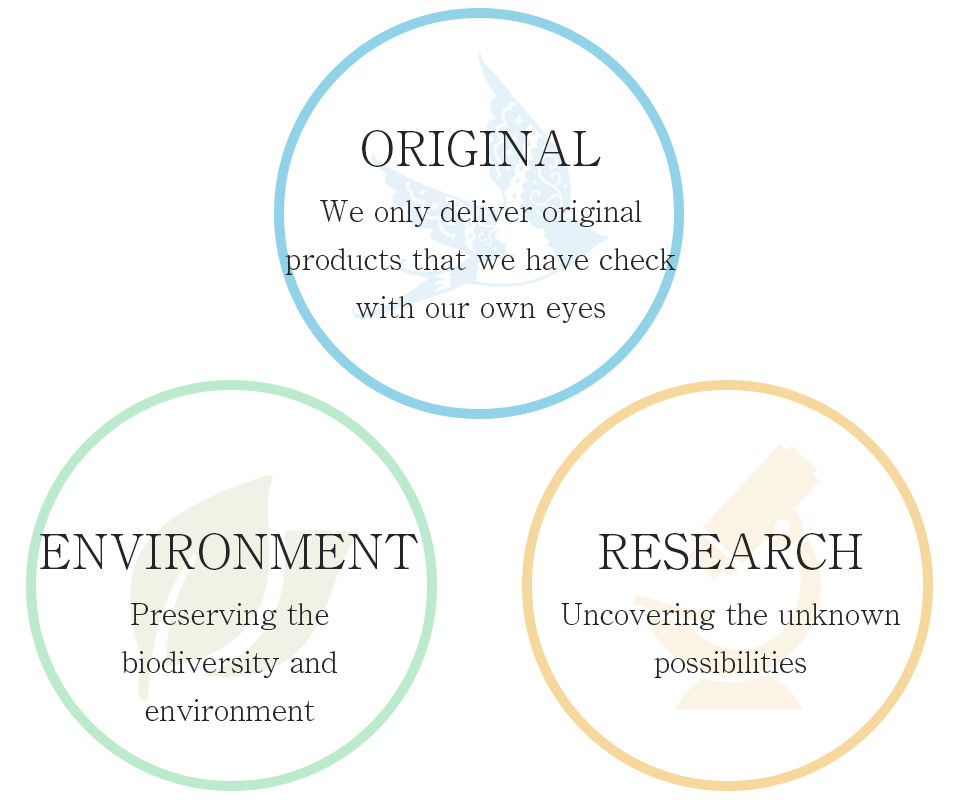 ORIGINAL
We only deliver original
products that we have check
with our own eyes
ENVIRONMENT
Preserving the
biodiversity and
environment
RESEARCH
Uncovering the unknown
possibilities